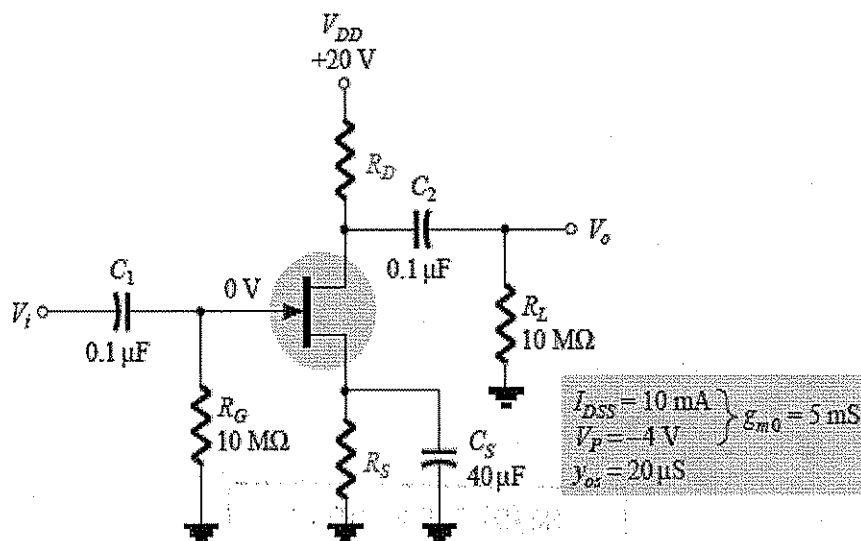 V_DD
+20 V
R_D
C_2
V_o
0.1 µF
C_1
0 V
V_i
R_L
10 MΩ
0.1 µF
R_G
10 MΩ
R_S
C_S
40 µF
I_DSS = 10 mA
V_P = −4 V
g_m0 = 5 mS
y_os = 20 µS